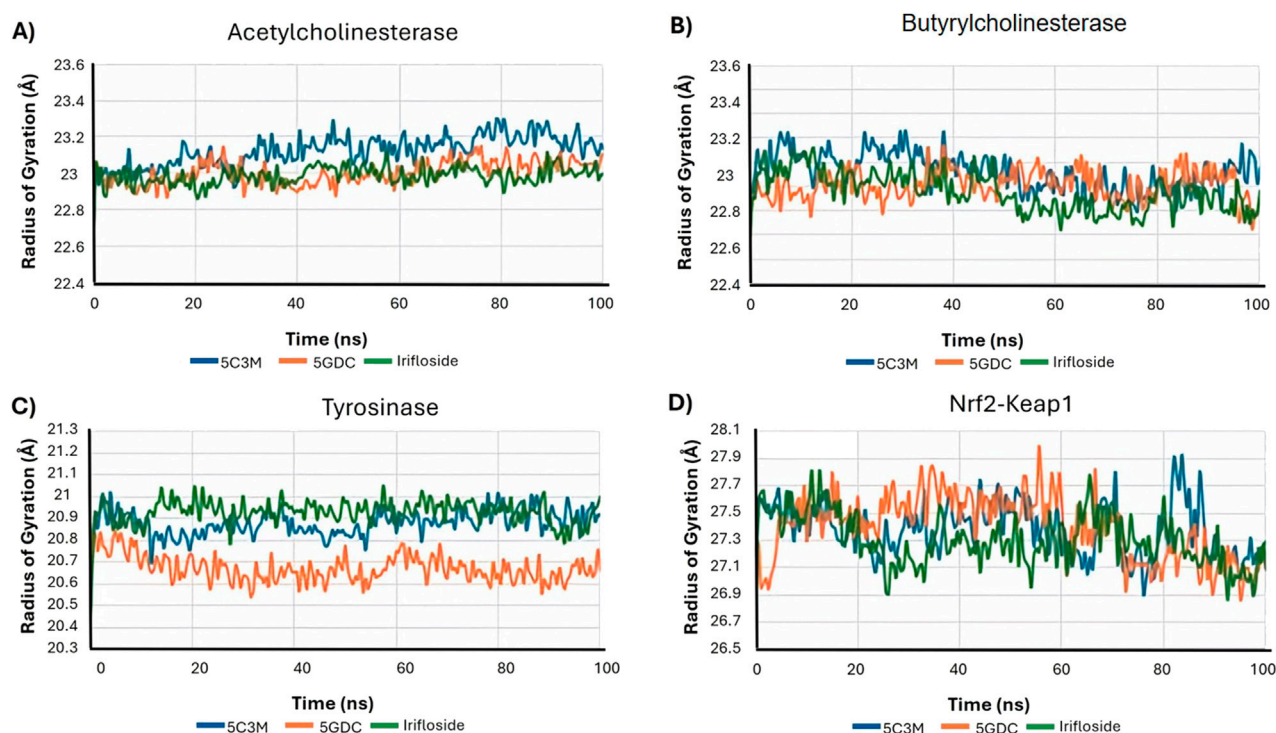 A)
Acetylcholinesterase
Radius of Gyration (Å)
23.6
23.4
23.2
23
22.8
22.6
22.4
0 20 40 60 80 100
Time (ns)
5C3M 5GDC Irifloside
B)
Butyrylcholinesterase
Radius of Gyration (Å)
23.6
23.4
23.2
23
22.8
22.6
22.4
0 20 40 60 80 100
Time (ns)
5C3M 5GDC Irifloside
C)
Tyrosinase
Radius of Gyration (Å)
21.3
21.2
21.1
21
20.9
20.8
20.7
20.6
20.5
20.4
20.3
0 20 40 60 80 100
Time (ns)
5C3M 5GDC Irifloside
D)
Nrf2-Keap1
Radius of Gyration (Å)
28.1
27.9
27.7
27.5
27.3
27.1
26.9
26.7
26.5
0 20 40 60 80 100
Time (ns)
5C3M 5GDC Irifloside